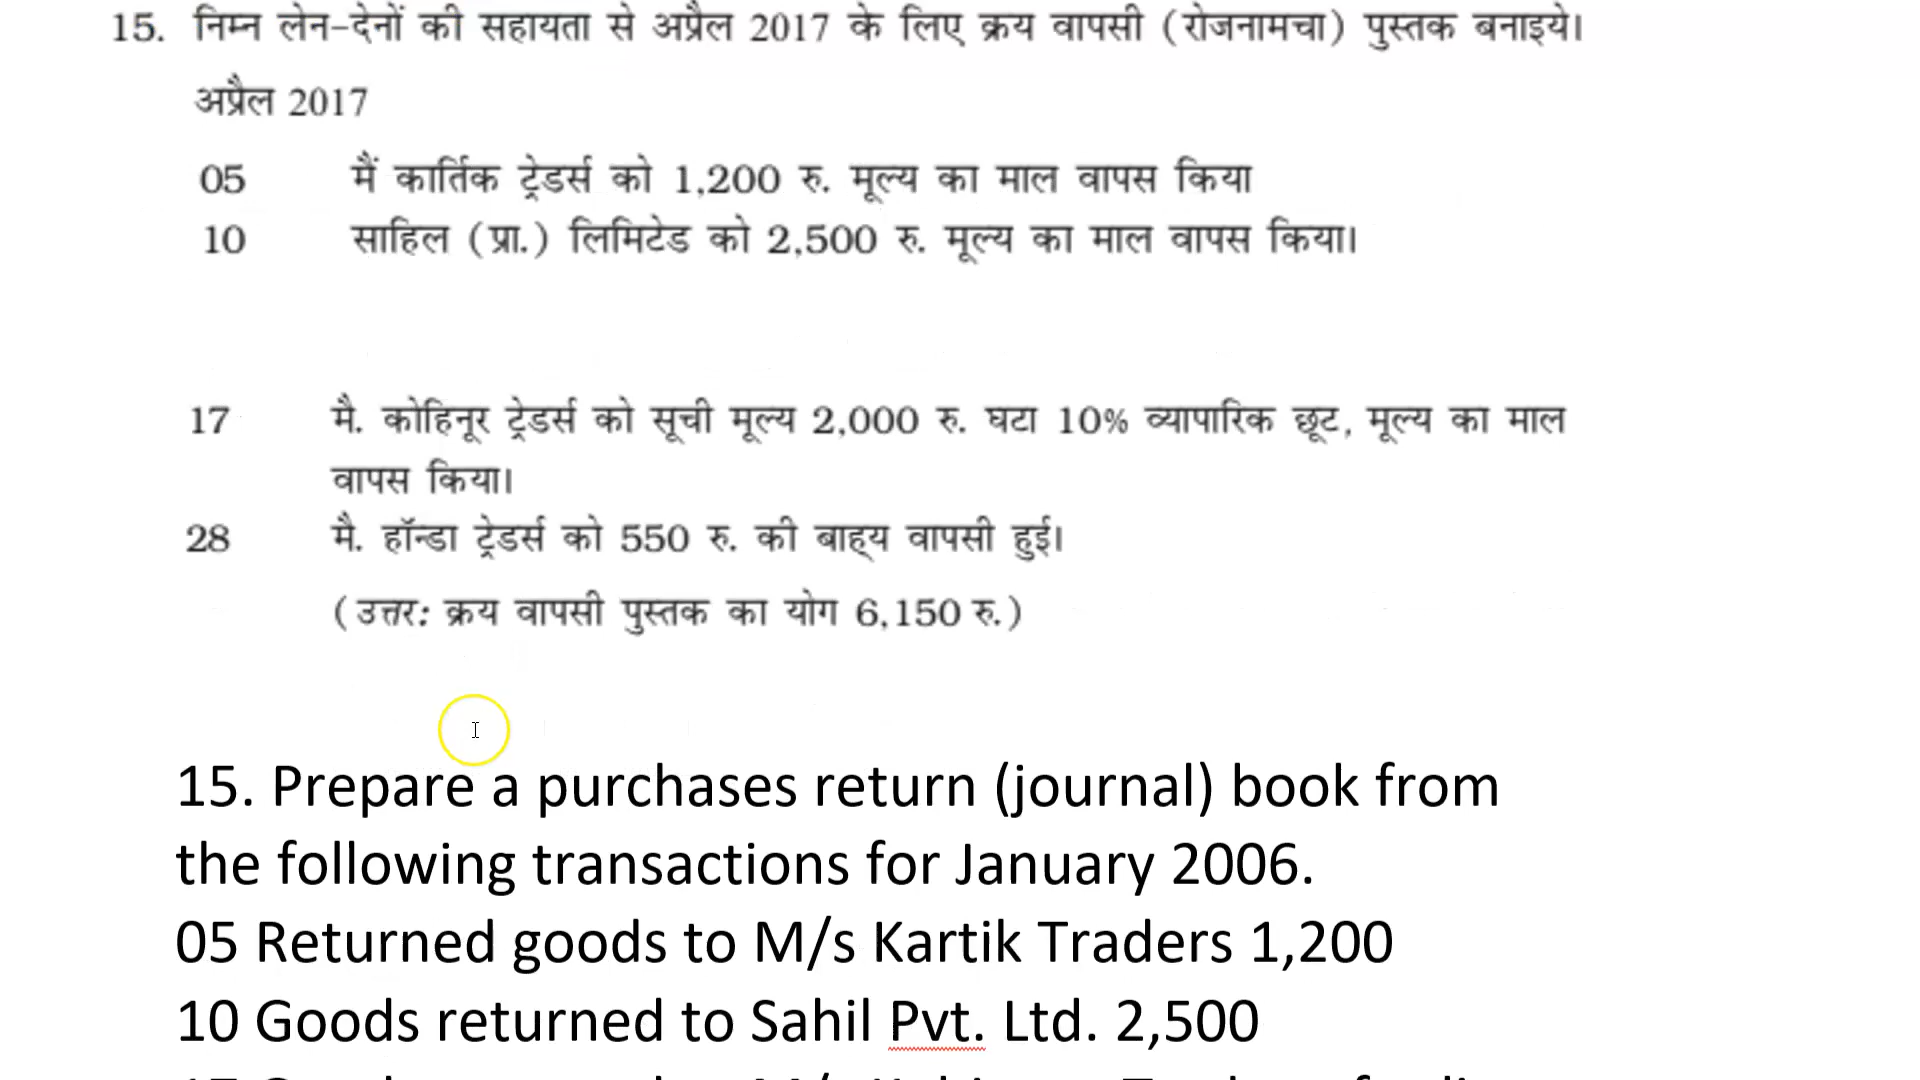 15. निम्न लेन-देनों की सहायता से अप्रैल 2017 के लिए क्रय वापसी (रोजनामचा) पुस्तक बनाइये।
अप्रैल 2017
05 मैं कार्तिक ट्रेडर्स को 1,200 रु. मूल्य का माल वापस किया
10 साहिल (प्रा.) लिमिटेड को 2,500 रु. मूल्य का माल वापस किया।
17 मै. कोहिनूर ट्रेडर्स को सूची मूल्य 2,000 रु. घटा 10% व्यापारिक छूट, मूल्य का माल
वापस किया।
28 मै. हॉन्डा ट्रेडर्स को 550 रु. की बाह्य वापसी हुई।
(उत्तर: क्रय वापसी पुस्तक का योग 6,150 रु.)
15. Prepare a purchases return (journal) book from
the following transactions for January 2006.
05 Returned goods to M/s Kartik Traders 1,200
10 Goods returned to Sahil Pvt. Ltd. 2,500